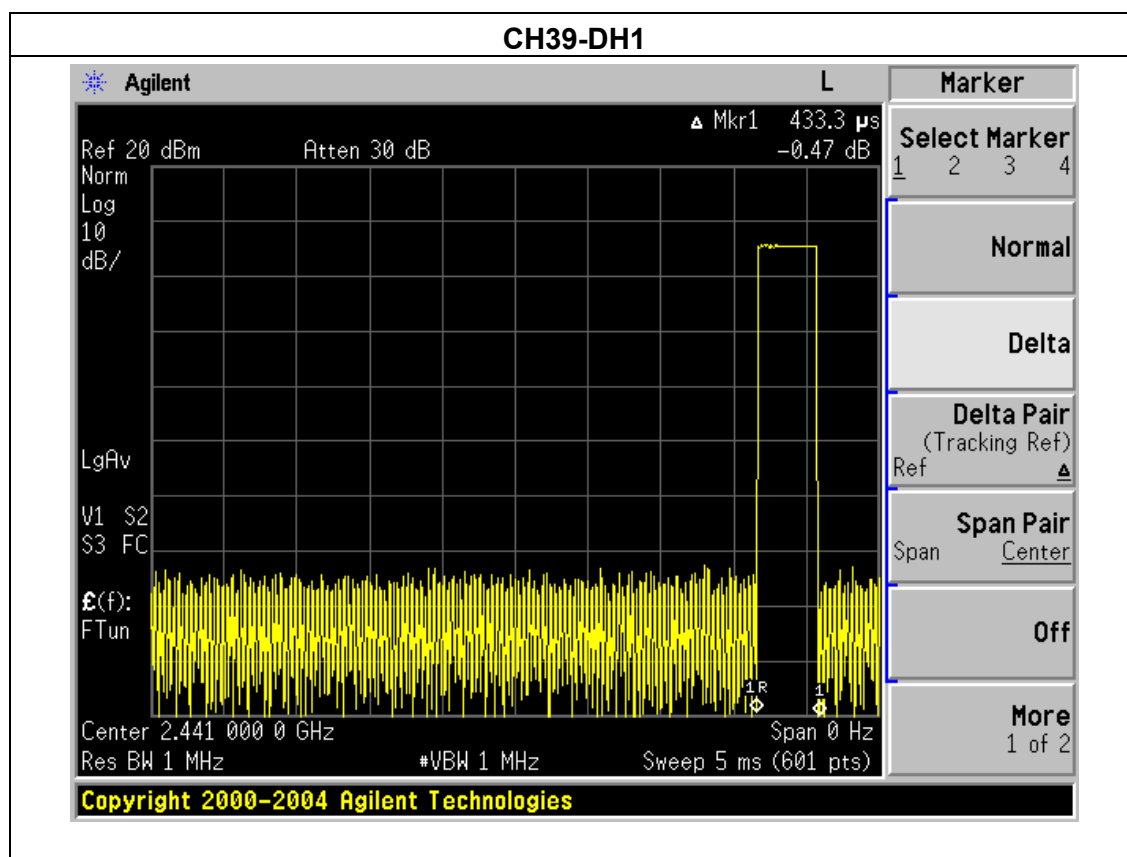 CH39-DH1
Agilent L Marker
Δ Mkr1 433.3 µs
Ref 20 dBm Atten 30 dB -0.47 dB
Norm
Log
10
dB/
LgAv
V1 S2
S3 FC
£(f):
FTun
1R 1
Center 2.441 000 0 GHz Span 0 Hz
Res BW 1 MHz #VBW 1 MHz Sweep 5 ms (601 pts)
Copyright 2000-2004 Agilent Technologies
Select Marker
1 2 3 4
Normal
Delta
Delta Pair
(Tracking Ref)
Ref Δ
Span Pair
Span Center
Off
More
1 of 2